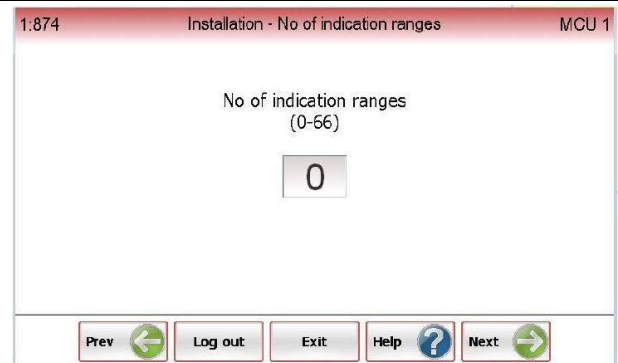 1:874 Installation - No of indication ranges MCU 1
No of indication ranges
(0-66)
0
Prev Log out Exit Help ? Next